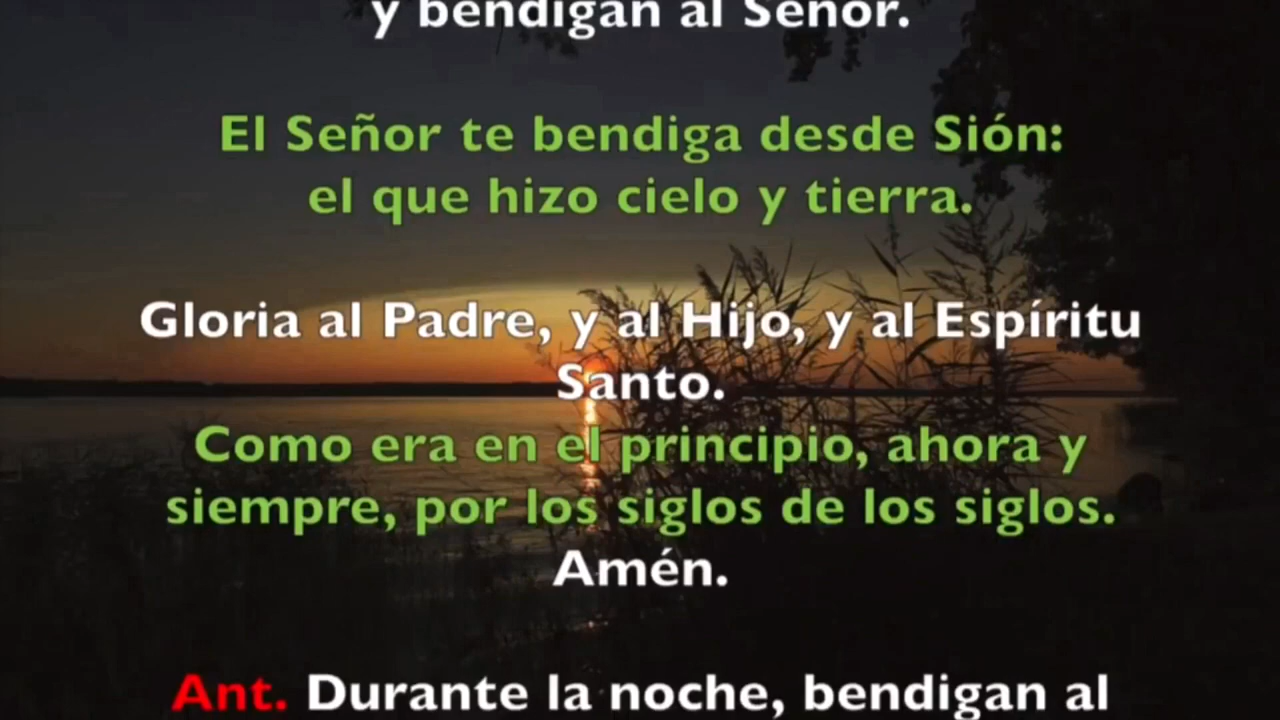 y bendigan al Señor.
El Señor te bendiga desde Sión:
el que hizo cielo y tierra.
Gloria al Padre, y al Hijo, y al Espíritu
Santo.
Como era en el principio, ahora y
siempre, por los siglos de los siglos.
Amén.
Ant. Durante la noche, bendigan al